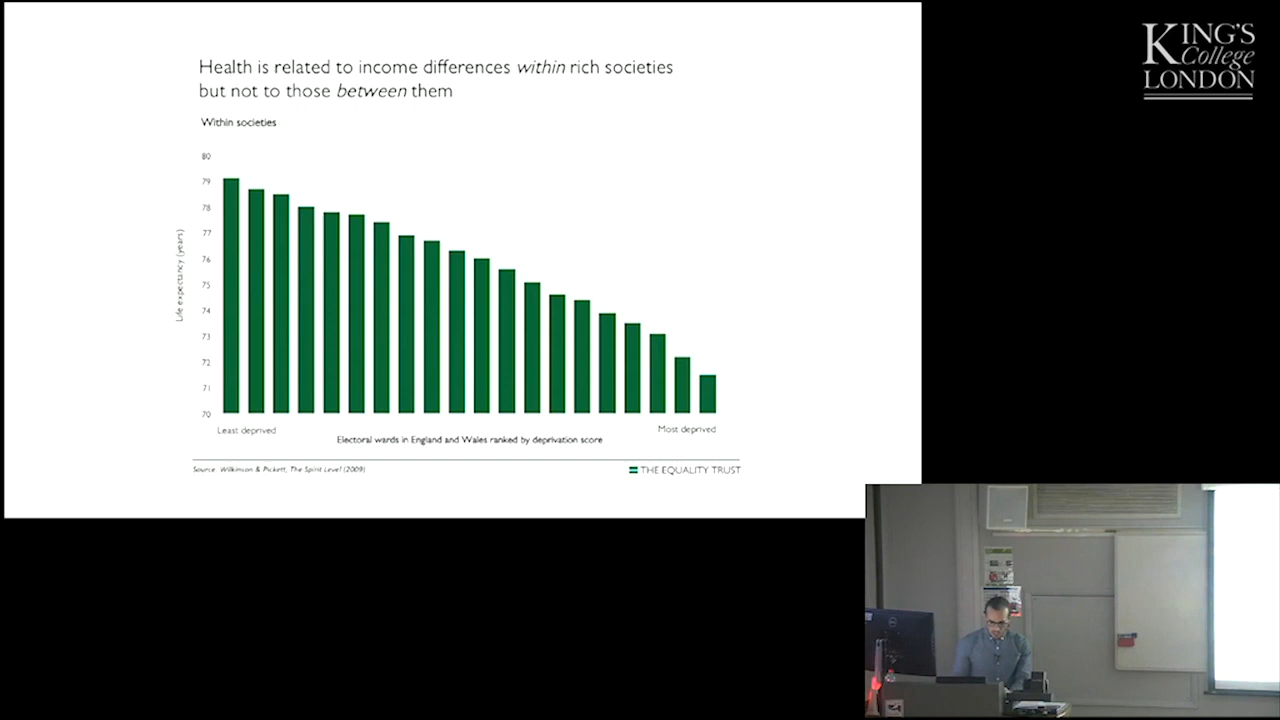 Health is related to income differences within rich societies
but not to those between them
Within societies
80
79
78
77
76
75
74
73
72
71
70
Life expectancy (years)
Least deprived
Most deprived
Electoral wards in England and Wales ranked by deprivation score
Source: Wilkinson & Pickett, The Spirit Level (2009)
THE EQUALITY TRUST
KING'S
College
LONDON